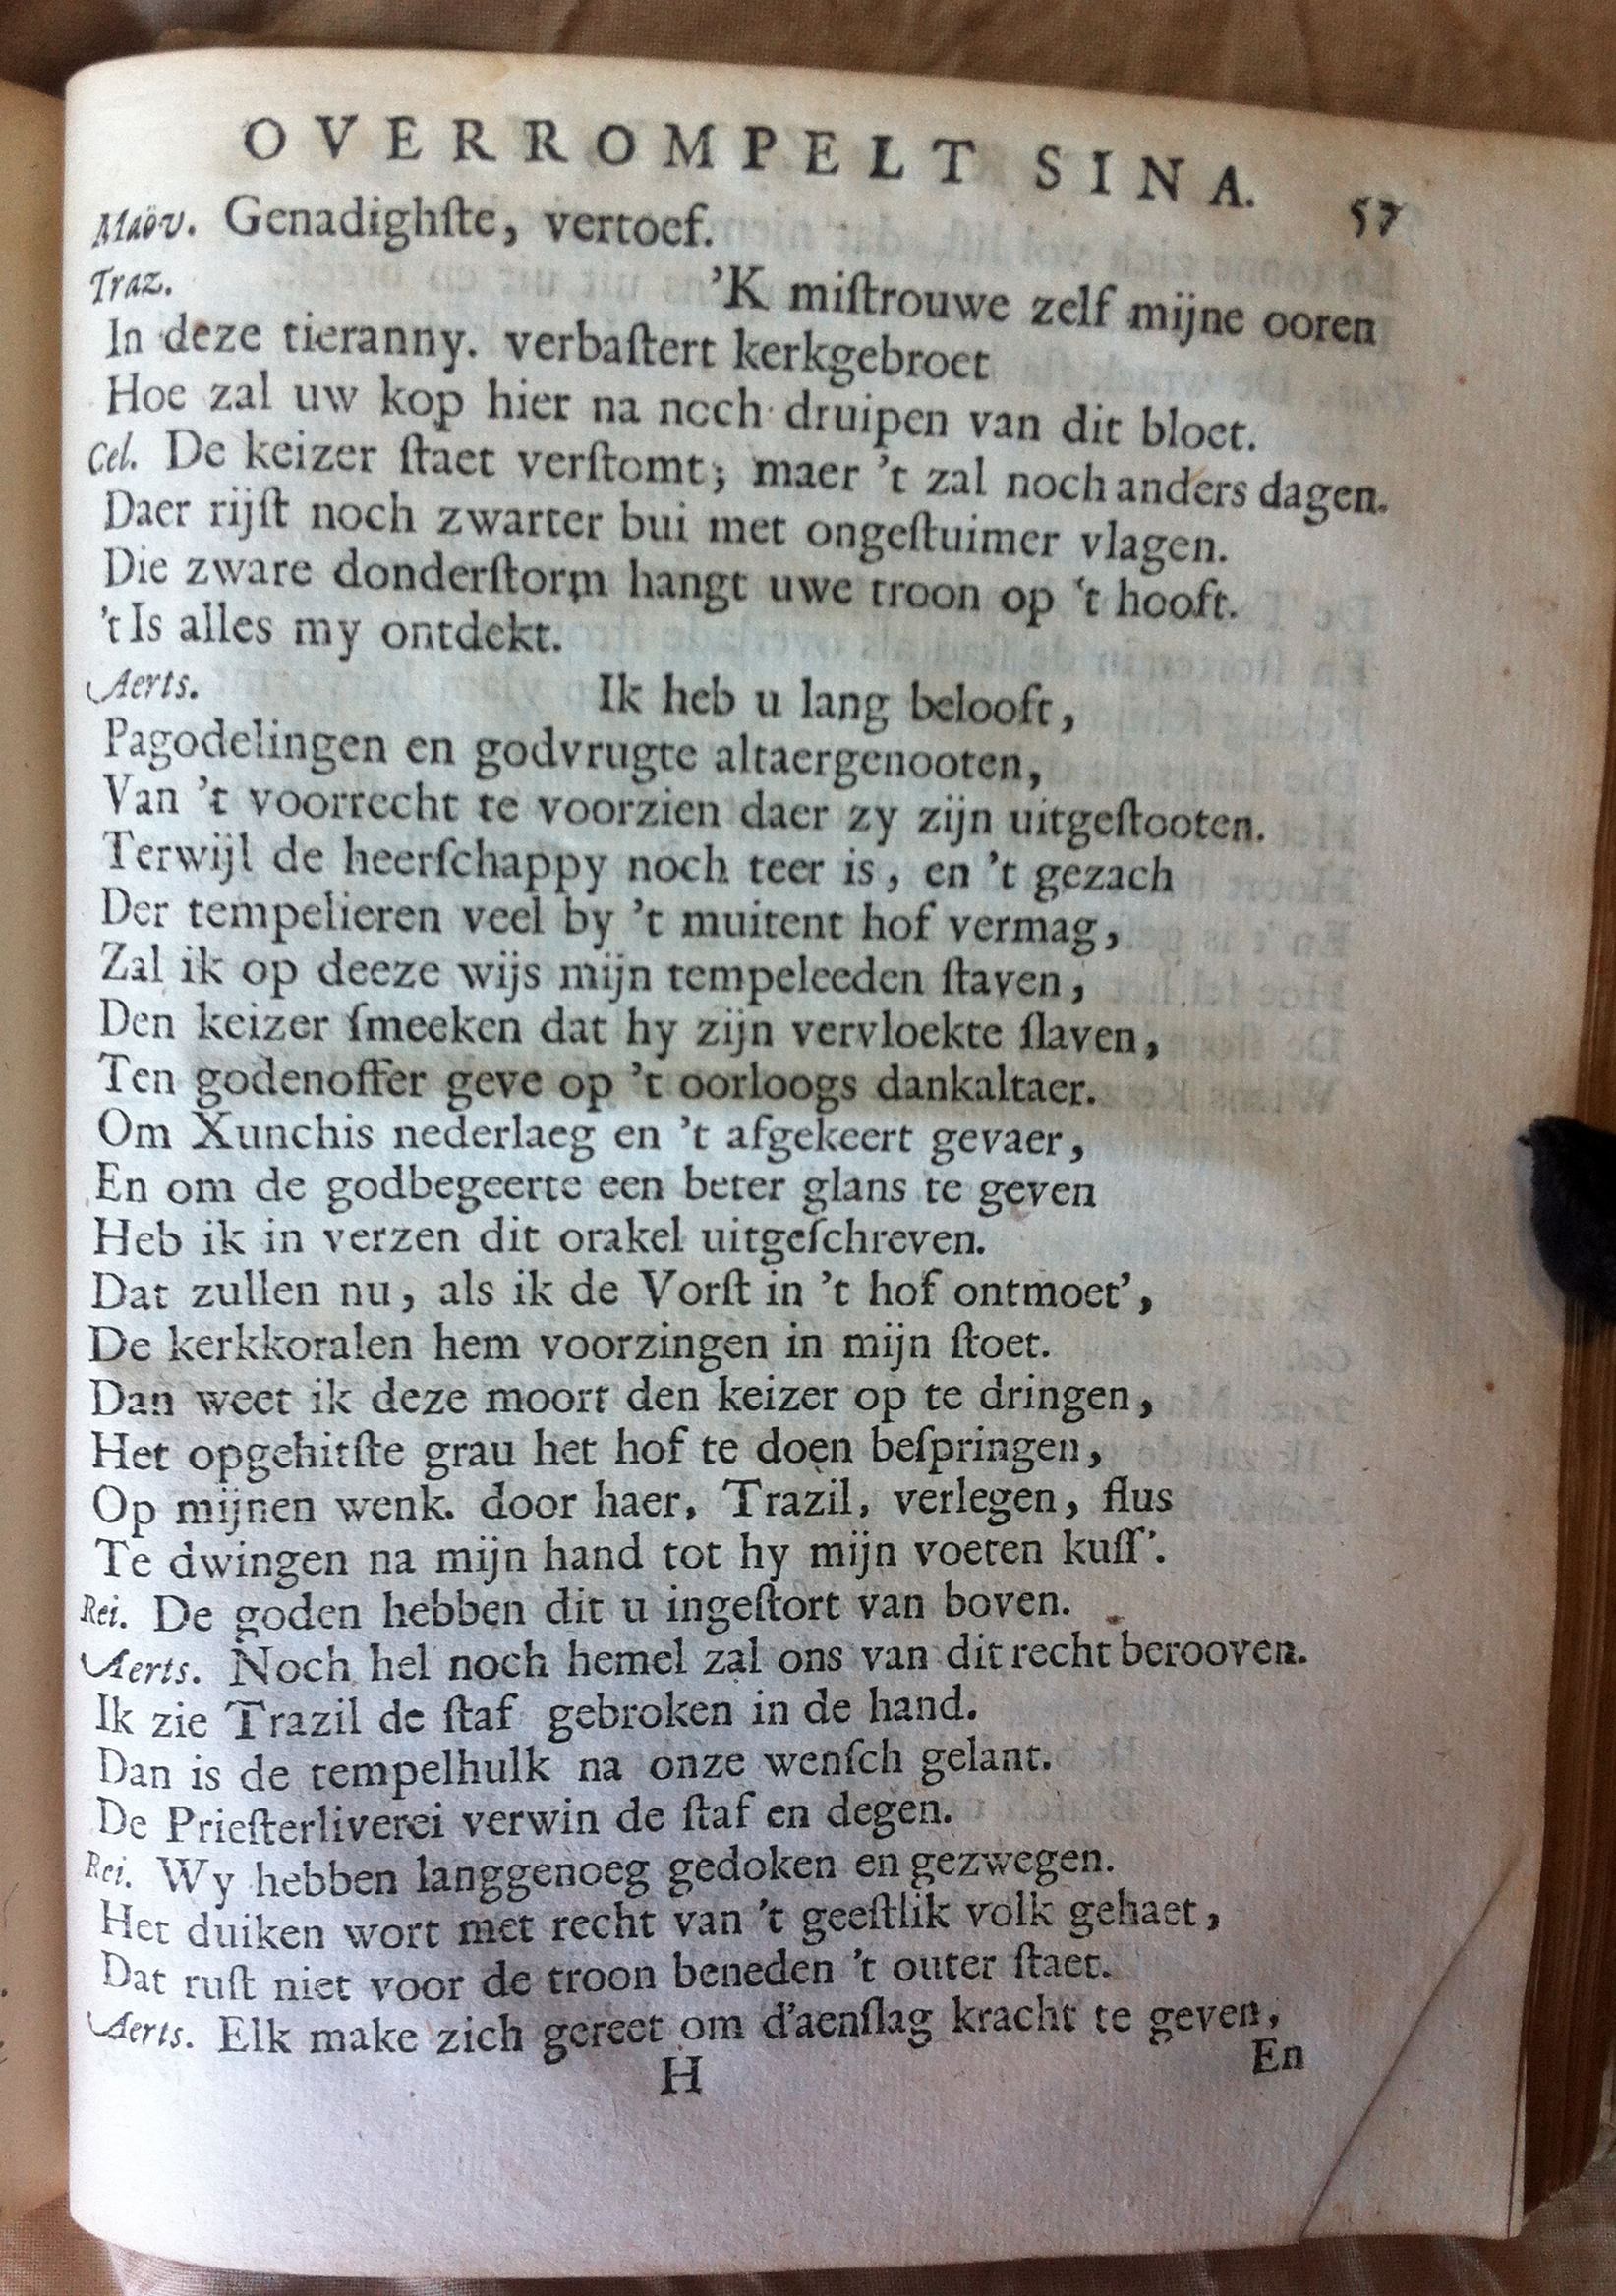 OVERROMPELT SINA. 57
Maöv. Genadighſte, vertoef.
Traz. 'K miſtrouwe zelf mijne ooren
In deze tieranny. verbaſtert kerkgebroet
Hoe zal uw kop hier na noch druipen van dit bloet.
Cel. De keizer ſtaet verſtomt; maer 't zal noch anders dagen.
Daer rijſt noch zwarter bui met ongeſtuimer vlagen.
Die zware donderſtorm hangt uwe troon op 't hooft.
't Is alles my ontdekt.
Aerts. Ik heb u lang belooft,
Pagodelingen en godvrugte altaergenooten,
Van 't voorrecht te voorzien daer zy zijn uitgeſtooten.
Terwijl de heerſchappy noch teer is, en 't gezach
Der tempelieren veel by 't muitent hof vermag,
Zal ik op deeze wijs mijn tempeleeden ſtaven,
Den keizer ſmeeken dat hy zijn vervloekte ſlaven,
Ten godenoffer geve op 't oorloogs dankaltaer.
Om Xunchis nederlaeg en 't afgekeert gevaer,
En om de godbegeerte een beter glans te geven
Heb ik in verzen dit orakel uitgeſchreven.
Dat zullen nu, als ik de Vorſt in 't hof ontmoet',
De kerkkoralen hem voorzingen in mijn ſtoet.
Dan weet ik deze moort den keizer op te dringen,
Het opgehitſte grau het hof te doen beſpringen,
Op mijnen wenk. door haer, Trazil, verlegen, flus
Te dwingen na mijn hand tot hy mijn voeten kuſſ'.
Rei. De goden hebben dit u ingeſtort van boven.
Aerts. Noch hel noch hemel zal ons van dit recht berooven.
Ik zie Trazil de ſtaf gebroken in de hand.
Dan is de tempelhulk na onze wenſch gelant.
De Prieſterliverei verwin de ſtaf en degen.
Rei. Wy hebben langgenoeg gedoken en gezwegen.
Het duiken wort met recht van 't geeſtlik volk gehaet,
Dat ruſt niet voor de troon beneden 't outer ſtaet.
Aerts. Elk make zich gereet om d'aenſlag kracht te geven,
H En